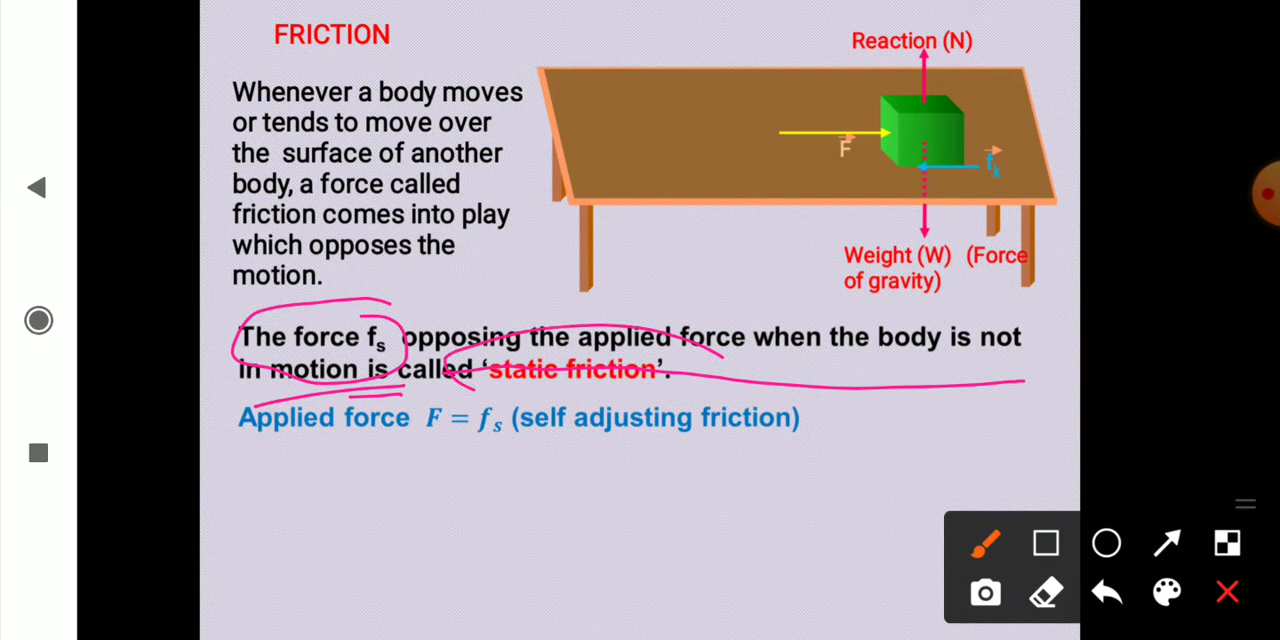 FRICTION
Reaction (N)
Whenever a body moves
or tends to move over
the surface of another
body, a force called
friction comes into play
which opposes the
motion.
F
fk
Weight (W) (Force
of gravity)
The force fs opposing the applied force when the body is not
in motion is called ‘static friction’.
Applied force F = fs (self adjusting friction)